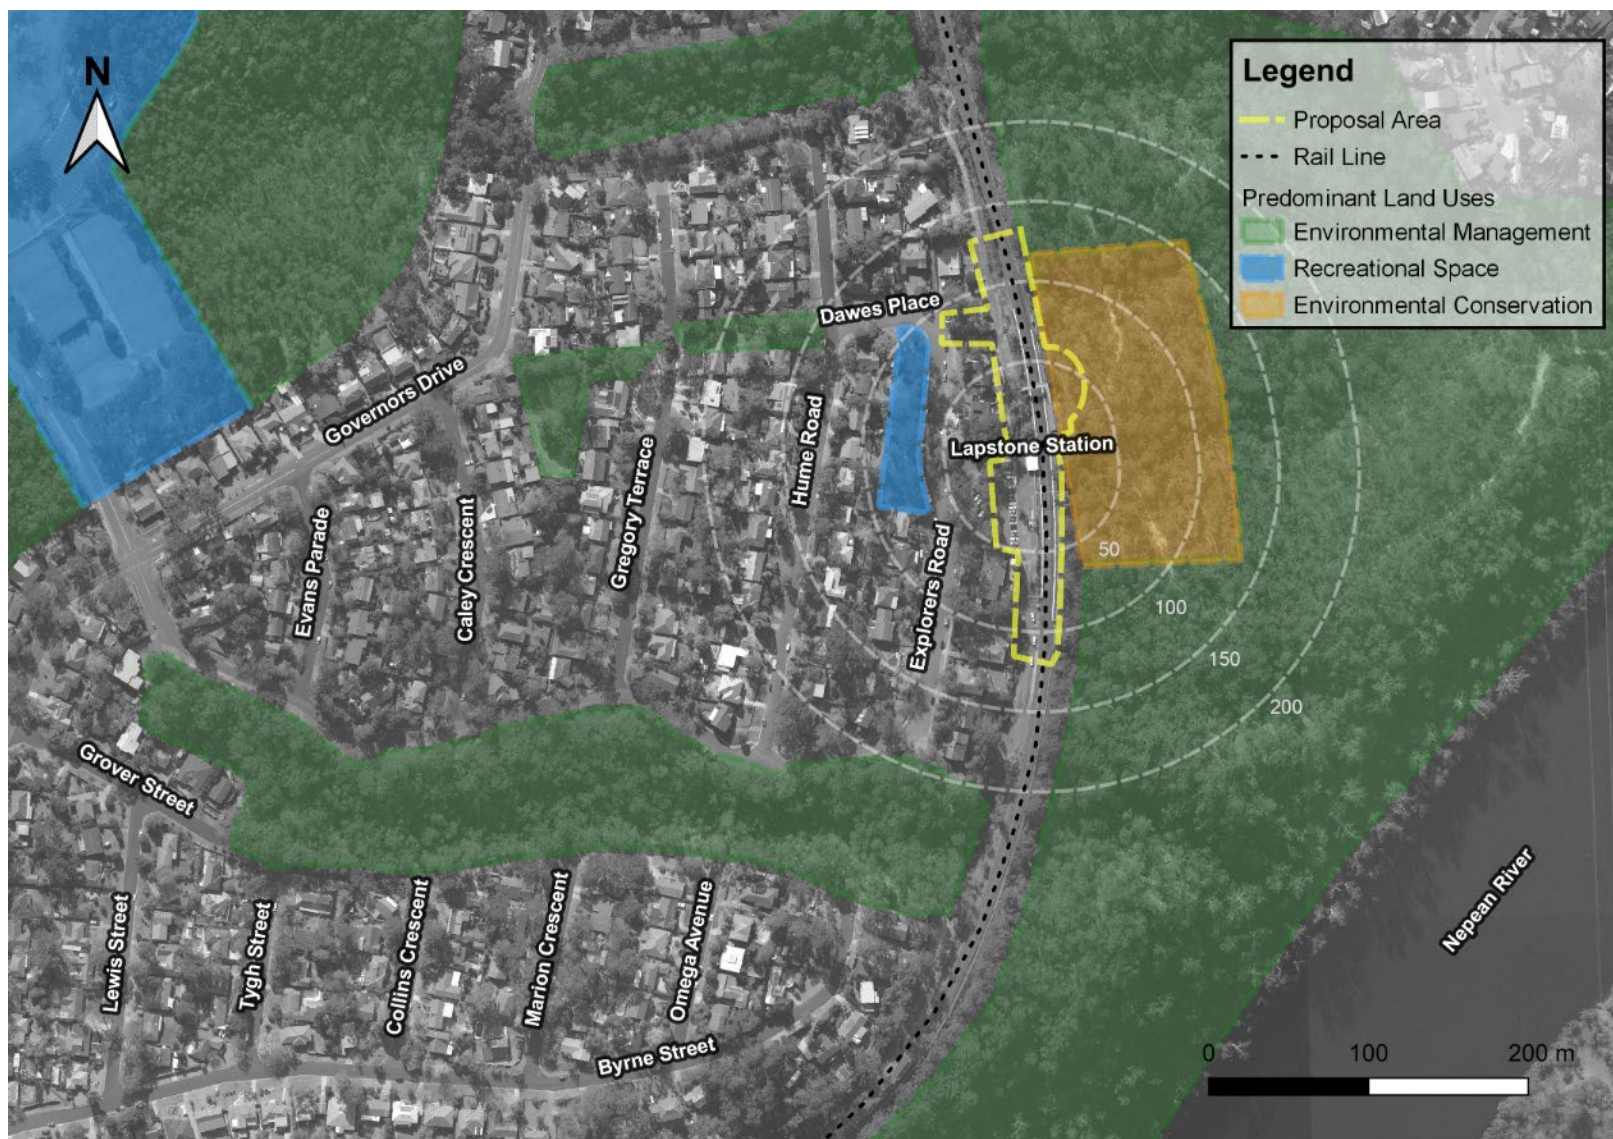 N
Legend
Proposal Area
Rail Line
Predominant Land Uses
Environmental Management
Recreational Space
Environmental Conservation
Dawes Place
Governors Drive
Lapstone Station
Hume Road
Gregory Terrace
Caley Crescent
Evans Parade
Explorers Road
50
100
150
200
Grover Street
Lewis Street
Tygh Street
Collins Crescent
Marion Crescent
Omega Avenue
Byrne Street
Nepean River
0 100 200 m